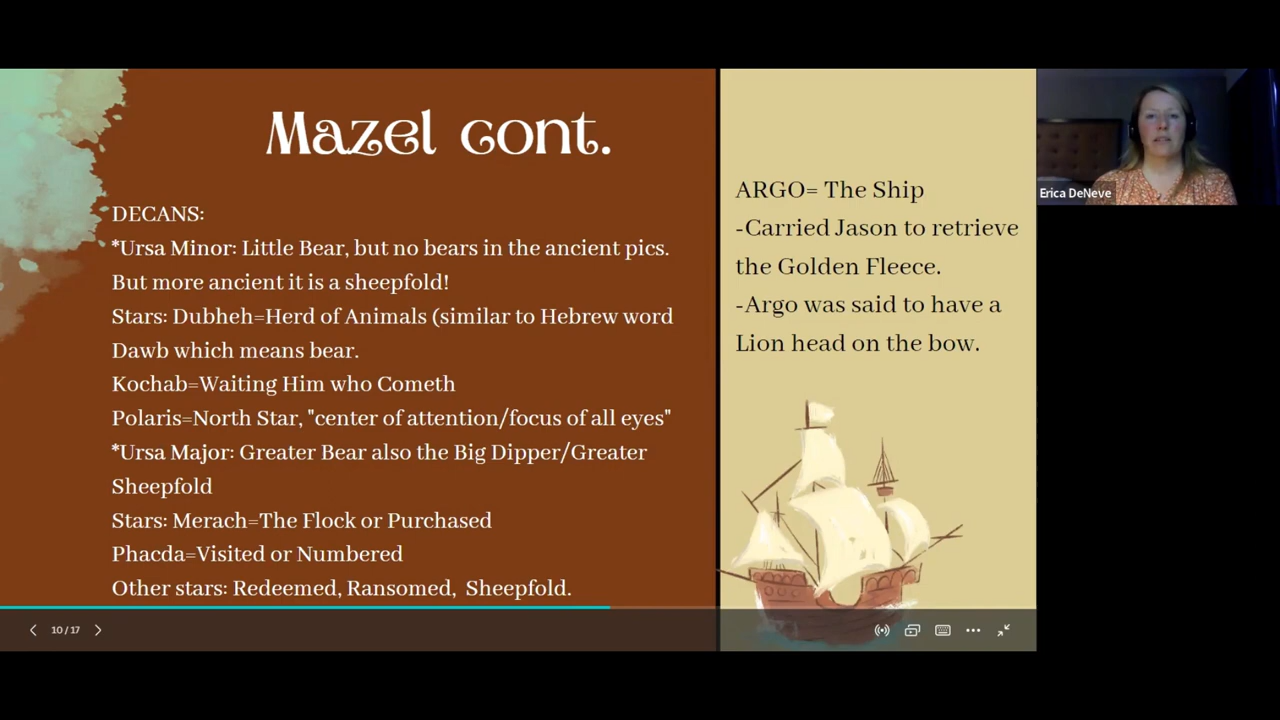 Mazel cont.
DECANS:
*Ursa Minor: Little Bear, but no bears in the ancient pics.
But more ancient it is a sheepfold!
Stars: Dubheh=Herd of Animals (similar to Hebrew word
Dawb which means bear.
Kochab=Waiting Him who Cometh
Polaris=North Star, "center of attention/focus of all eyes"
*Ursa Major: Greater Bear also the Big Dipper/Greater
Sheepfold
Stars: Merach=The Flock or Purchased
Phacda=Visited or Numbered
Other stars: Redeemed, Ransomed, Sheepfold.
ARGO= The Ship
-Carried Jason to retrieve
the Golden Fleece.
-Argo was said to have a
Lion head on the bow.
Erica DeNeve
10 / 17